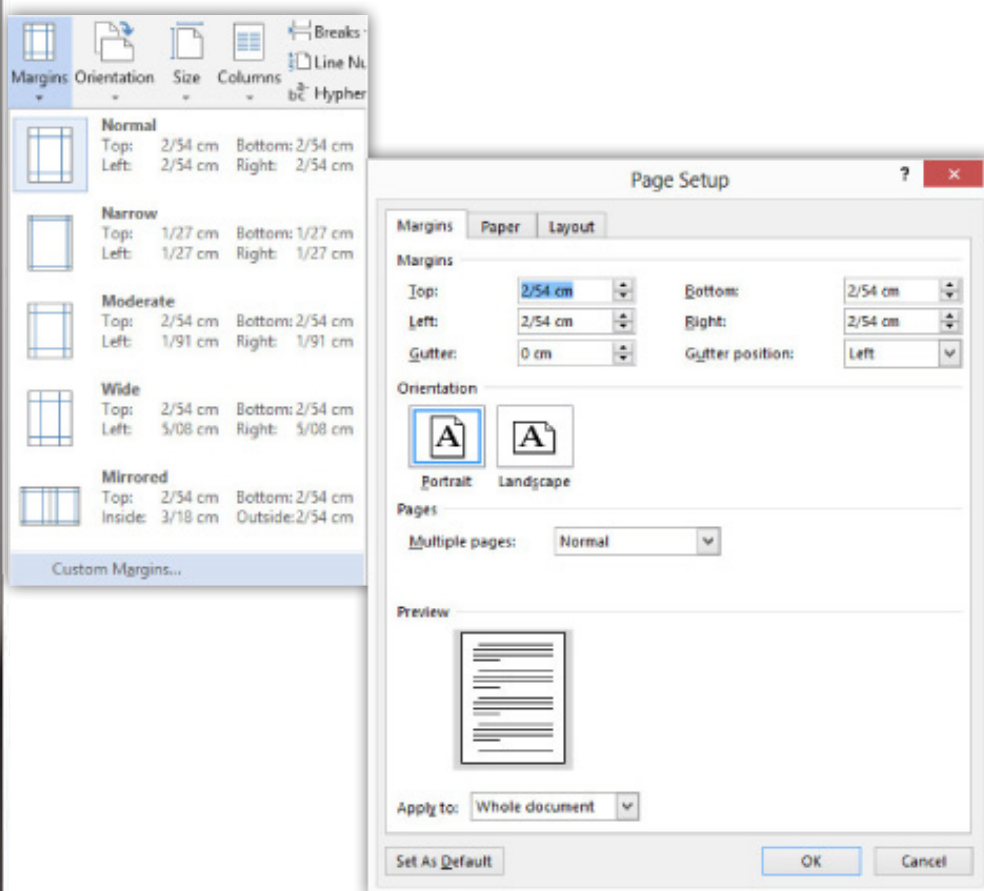 Margins Orientation Size Columns
Breaks
Line Nu
Hypher
Normal
Top: 2/54 cm Bottom: 2/54 cm
Left: 2/54 cm Right: 2/54 cm
Narrow
Top: 1/27 cm Bottom: 1/27 cm
Left: 1/27 cm Right: 1/27 cm
Moderate
Top: 2/54 cm Bottom: 2/54 cm
Left: 1/91 cm Right: 1/91 cm
Wide
Top: 2/54 cm Bottom: 2/54 cm
Left: 5/08 cm Right: 5/08 cm
Mirrored
Top: 2/54 cm Bottom: 2/54 cm
Inside: 3/18 cm Outside: 2/54 cm
Custom Margins...
Page Setup ? ×
Margins Paper Layout
Margins
Top: 2/54 cm Bottom: 2/54 cm
Left: 2/54 cm Right: 2/54 cm
Gutter: 0 cm Gutter position: Left
Orientation
A A
Portrait Landscape
Pages
Multiple pages: Normal
Preview
Apply to: Whole document
Set As Default OK Cancel